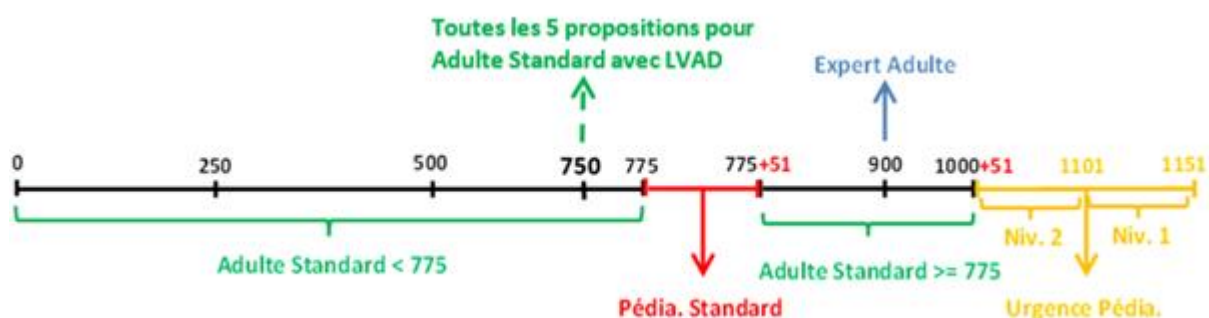 Toutes les 5 propositions pour
Adulte Standard avec LVAD
Expert Adulte
0 250 500 750 775 775+51 900 1000+51 1101 1151
Niv. 2 Niv. 1
Adulte Standard < 775
Adulte Standard >= 775
Pédia. Standard
Urgence Pédia.